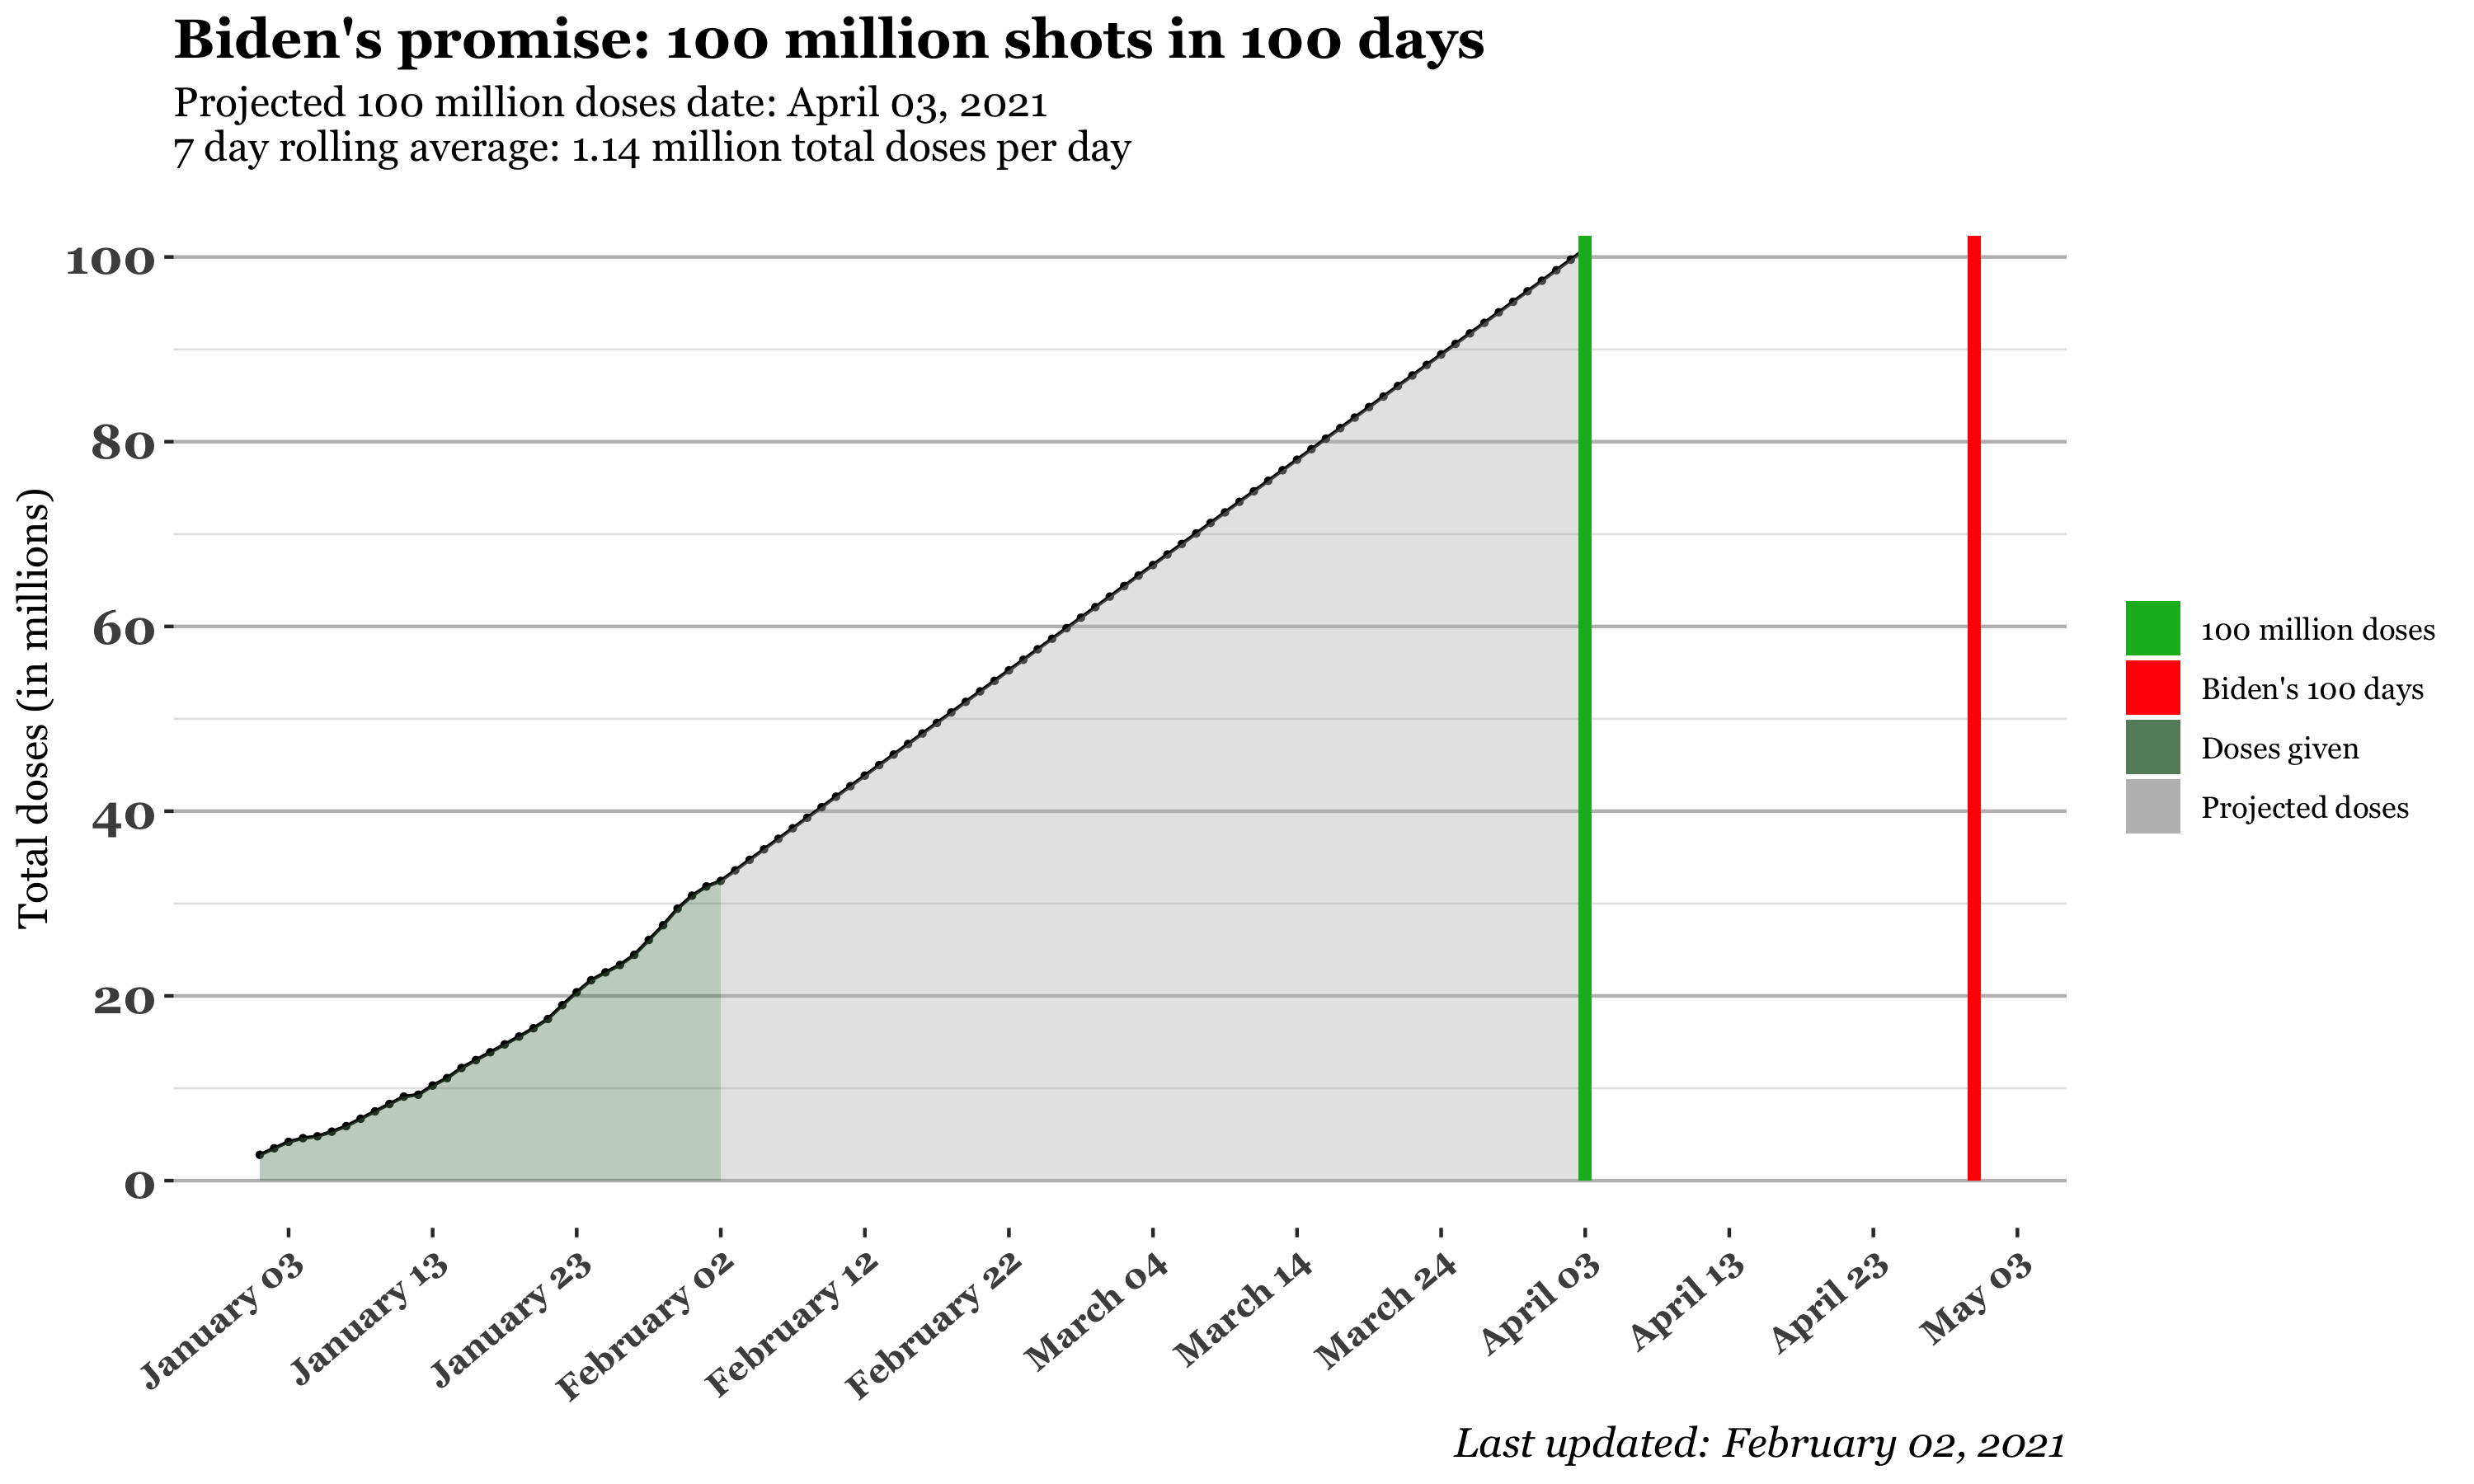 Biden's promise: 100 million shots in 100 days
Projected 100 million doses date: April 03, 2021
7 day rolling average: 1.14 million total doses per day
Total doses (in millions)
100
80
60
40
20
0
January 03
January 13
January 23
February 02
February 12
February 22
March 04
March 14
March 24
April 03
April 13
April 23
May 03
100 million doses
Biden's 100 days
Doses given
Projected doses
Last updated: February 02, 2021